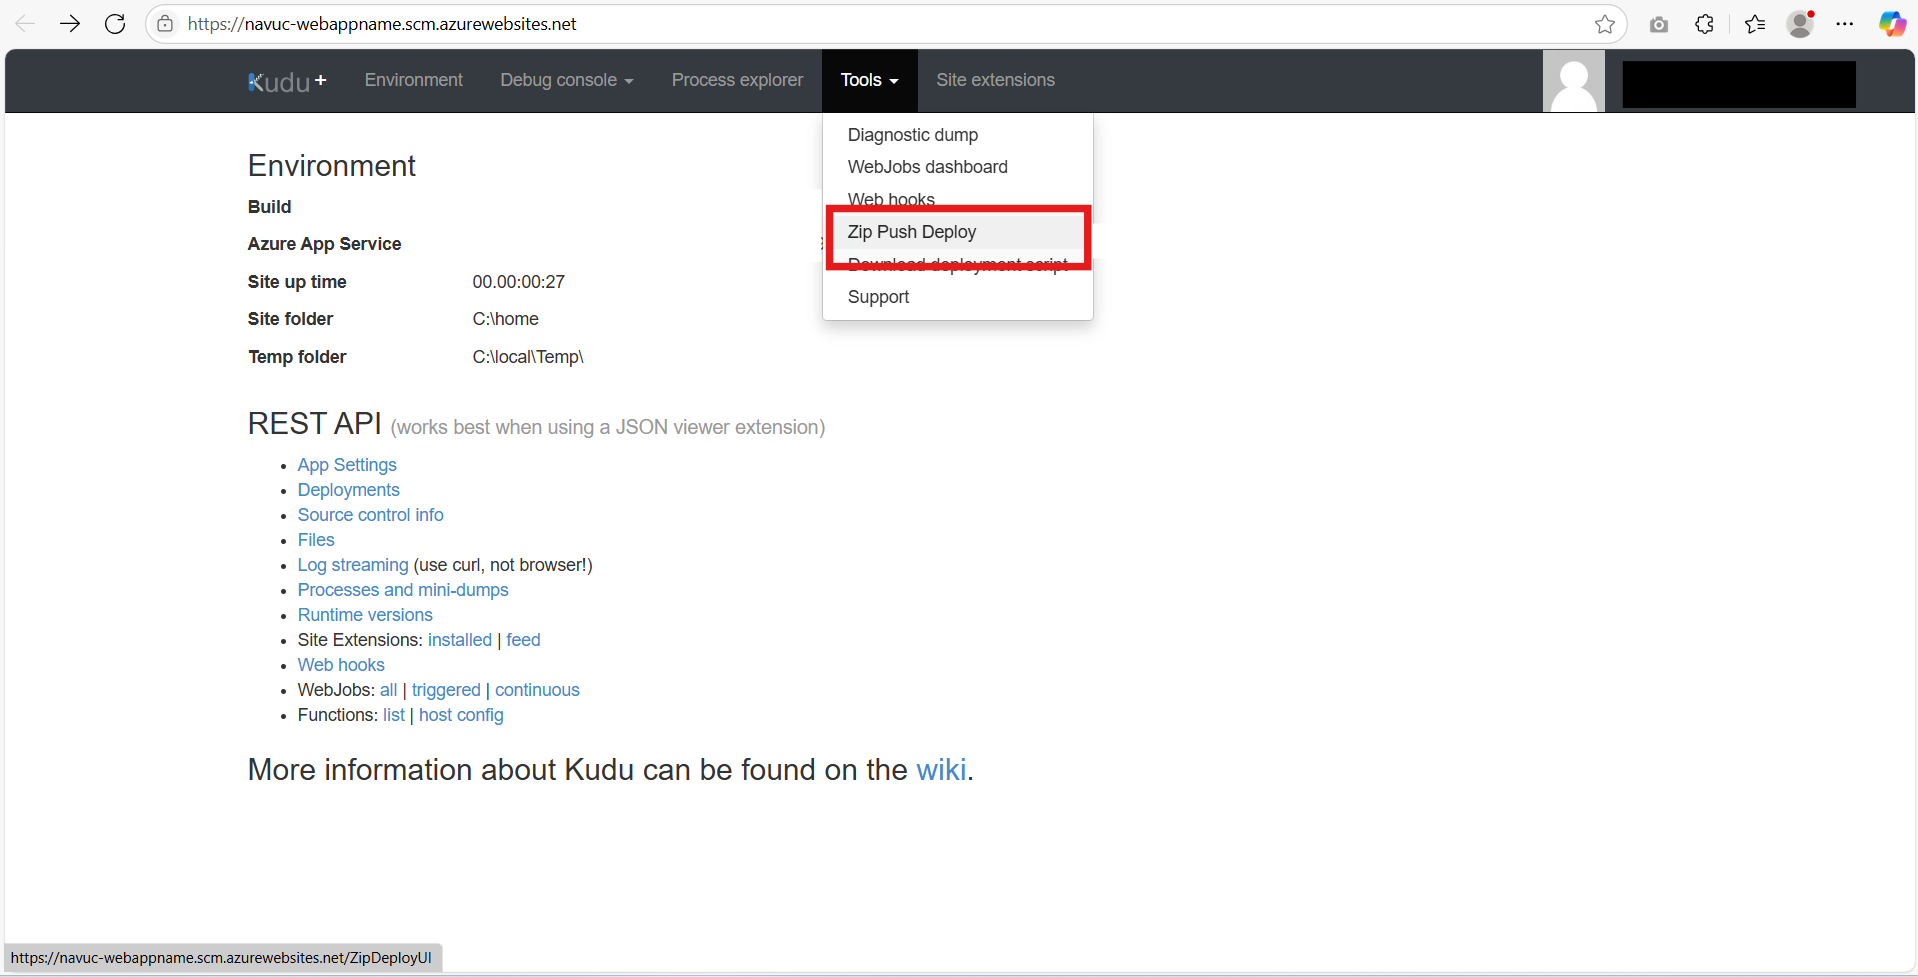 https://navuc-webappname.scm.azurewebsites.net
Kudu + Environment Debug console Process explorer Tools Site extensions
Diagnostic dump
WebJobs dashboard
Web hooks
Zip Push Deploy
Download deployment script
Support
Environment
Build
Azure App Service
Site up time 00.00:00:27
Site folder C:\home
Temp folder C:\local\Temp\
REST API (works best when using a JSON viewer extension)
• App Settings
• Deployments
• Source control info
• Files
• Log streaming (use curl, not browser!)
• Processes and mini-dumps
• Runtime versions
• Site Extensions: installed | feed
• Web hooks
• WebJobs: all | triggered | continuous
• Functions: list | host config
More information about Kudu can be found on the wiki.
https://navuc-webappname.scm.azurewebsites.net/ZipDeployUI